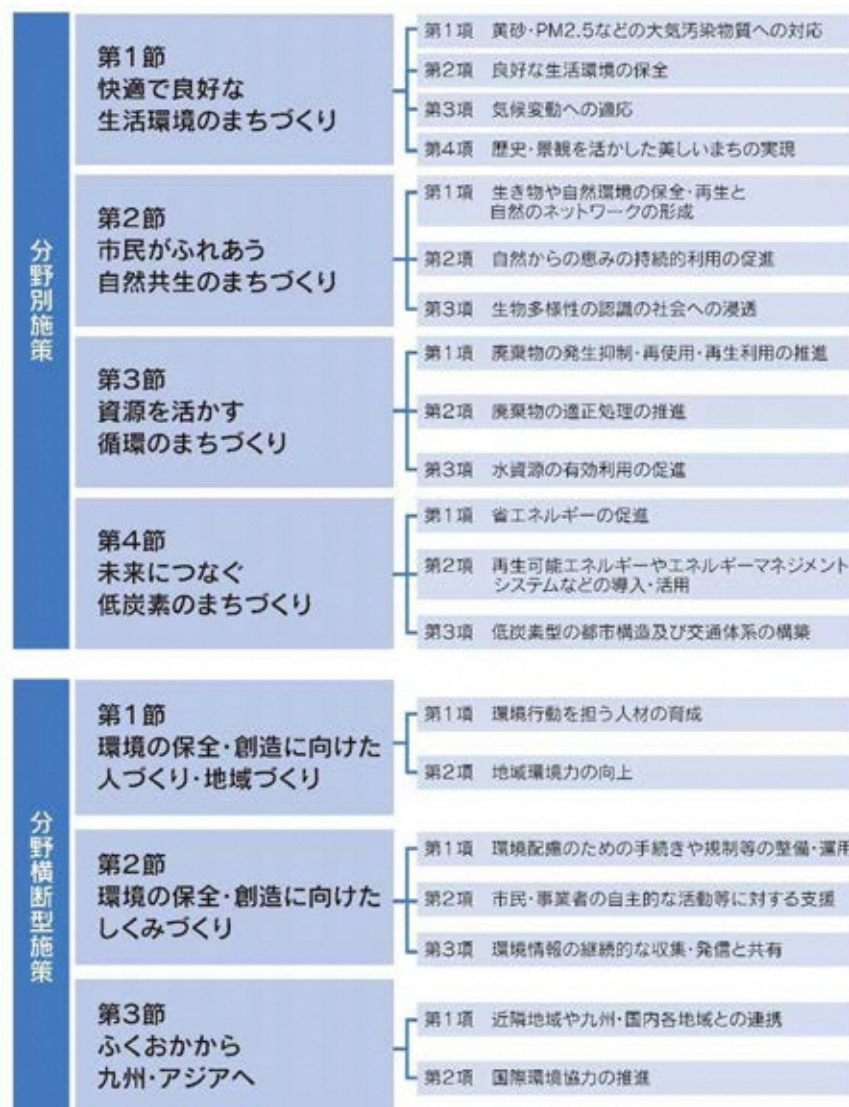 分野別施策
第1節
快適で良好な
生活環境のまちづくり
第1項 黄砂・PM2.5などの大気汚染物質への対応
第2項 良好な生活環境の保全
第3項 気候変動への適応
第4項 歴史・景観を活かした美しいまちの実現
第2節
市民がふれあう
自然共生のまちづくり
第1項 生き物や自然環境の保全・再生と
自然のネットワークの形成
第2項 自然からの恵みの持続的利用の促進
第3項 生物多様性の認識の社会への浸透
第3節
資源を活かす
循環のまちづくり
第1項 廃棄物の発生抑制・再使用・再生利用の推進
第2項 廃棄物の適正処理の推進
第3項 水資源の有効利用の促進
第4節
未来につなぐ
低炭素のまちづくり
第1項 省エネルギーの促進
第2項 再生可能エネルギーやエネルギーマネジメント
システムなどの導入・活用
第3項 低炭素型の都市構造及び交通体系の構築
分野横断型施策
第1節
環境の保全・創造に向けた
人づくり・地域づくり
第1項 環境行動を担う人材の育成
第2項 地域環境力の向上
第2節
環境の保全・創造に向けた
しくみづくり
第1項 環境配慮のための手続きや規制等の整備・運用
第2項 市民・事業者の自主的な活動等に対する支援
第3項 環境情報の継続的な収集・発信と共有
第3節
ふくおかから
九州・アジアへ
第1項 近隣地域や九州・国内各地域との連携
第2項 国際環境協力の推進